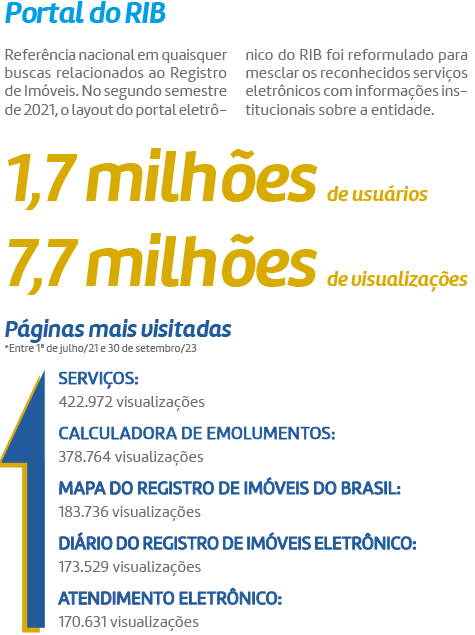 Portal do RIB
Referência nacional em quaisquer
buscas relacionados ao Registro
de Imóveis. No segundo semestre
de 2021, o layout do portal eletrô-
nico do RIB foi reformulado para
mesclar os reconhecidos serviços
eletrônicos com informações ins-
titucionais sobre a entidade.
1,7 milhões de usuários
7,7 milhões de visualizações
Páginas mais visitadas
*Entre 1º de julho/21 e 30 de setembro/23
SERVIÇOS:
422.972 visualizações
CALCULADORA DE EMOLUMENTOS:
378.764 visualizações
MAPA DO REGISTRO DE IMÓVEIS DO BRASIL:
183.736 visualizações
DIÁRIO DO REGISTRO DE IMÓVEIS ELETRÔNICO:
173.529 visualizações
ATENDIMENTO ELETRÔNICO:
170.631 visualizações